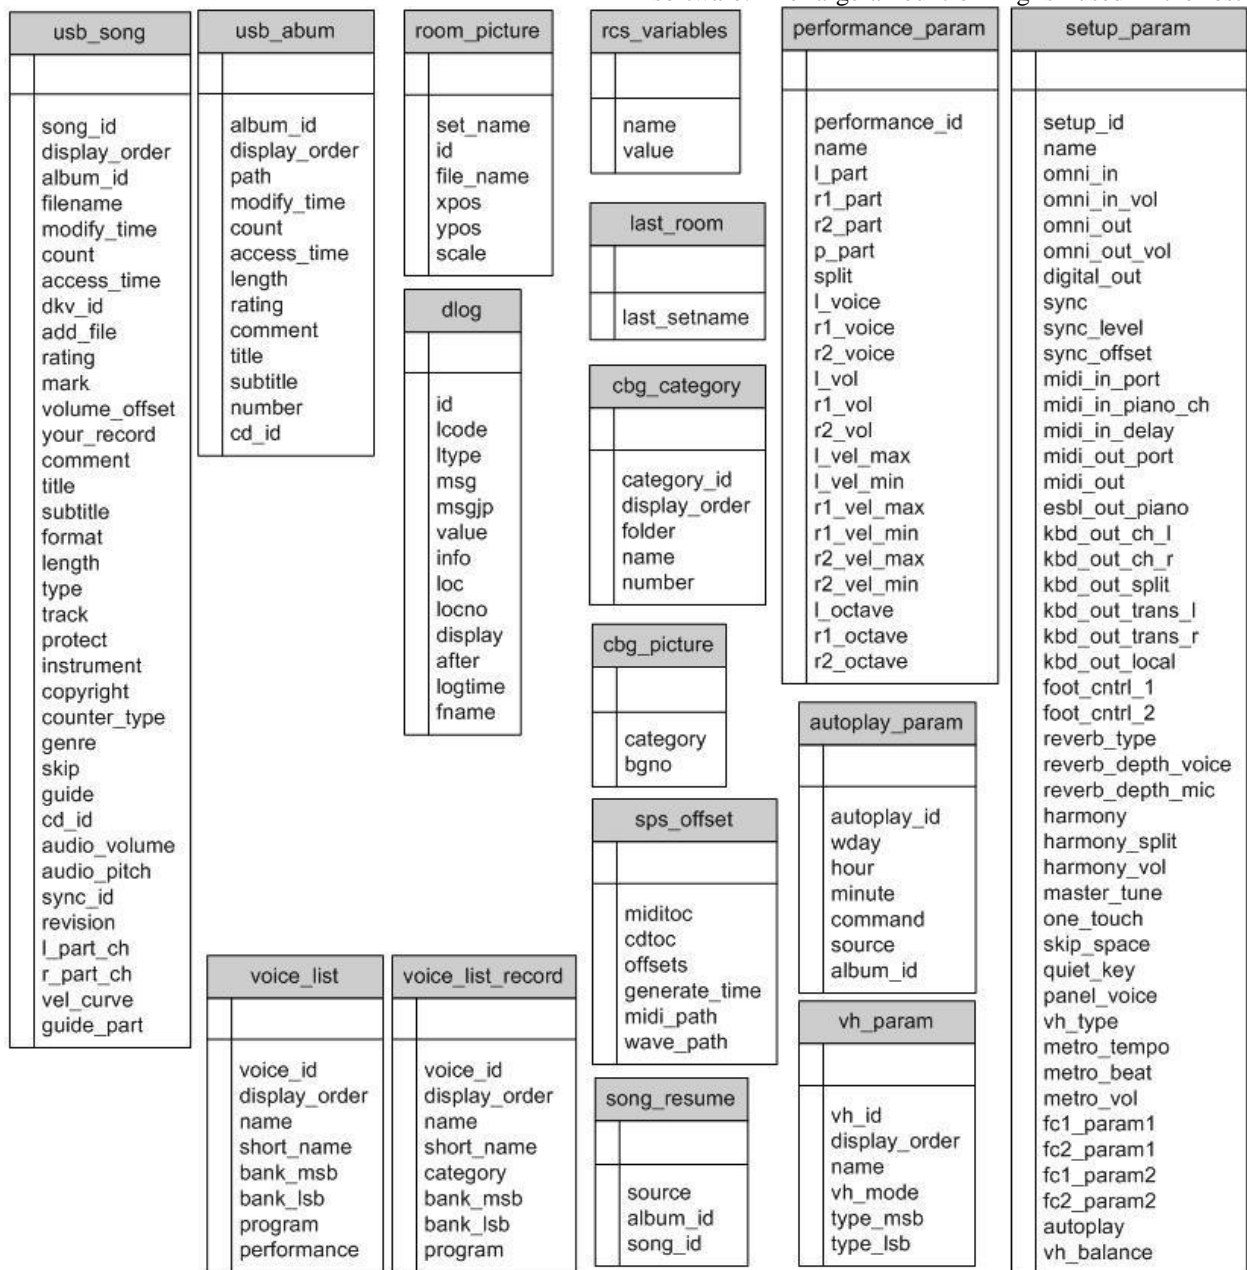 usb_song
song_id
display_order
album_id
filename
modify_time
count
access_time
dkv_id
add_file
rating
mark
volume_offset
your_record
comment
title
subtitle
format
length
type
track
protect
instrument
copyright
counter_type
genre
skip
guide
cd_id
audio_volume
audio_pitch
sync_id
revision
l_part_ch
r_part_ch
vel_curve
guide_part
usb_abum
album_id
display_order
path
modify_time
count
access_time
length
rating
comment
title
subtitle
number
cd_id
room_picture
set_name
id
file_name
xpos
ypos
scale
dlog
id
lcode
ltype
msg
msgjp
value
info
loc
locno
display
after
logtime
fname
voice_list
voice_id
display_order
name
short_name
bank_msb
bank_lsb
program
performance
voice_list_record
voice_id
display_order
name
short_name
category
bank_msb
bank_lsb
program
rcs_variables
name
value
last_room
last_setname
cbg_category
category_id
display_order
folder
name
number
cbg_picture
category
bgno
sps_offset
miditoc
cdtoc
offsets
generate_time
midi_path
wave_path
song_resume
source
album_id
song_id
performance_param
performance_id
name
l_part
r1_part
r2_part
p_part
split
l_voice
r1_voice
r2_voice
l_vol
r1_vol
r2_vol
l_vel_max
l_vel_min
r1_vel_max
r1_vel_min
r2_vel_max
r2_vel_min
l_octave
r1_octave
r2_octave
autoplay_param
autoplay_id
wday
hour
minute
command
source
album_id
vh_param
vh_id
display_order
name
vh_mode
type_msb
type_lsb
setup_param
setup_id
name
omni_in
omni_in_vol
omni_out
omni_out_vol
digital_out
sync
sync_level
sync_offset
midi_in_port
midi_in_piano_ch
midi_in_delay
midi_out_port
midi_out
esbl_out_piano
kbd_out_ch_l
kbd_out_ch_r
kbd_out_split
kbd_out_trans_l
kbd_out_trans_r
kbd_out_local
foot_cntrl_1
foot_cntrl_2
reverb_type
reverb_depth_voice
reverb_depth_mic
harmony
harmony_split
harmony_vol
master_tune
one_touch
skip_space
quiet_key
panel_voice
vh_type
metro_tempo
metro_beat
metro_vol
fc1_param1
fc2_param1
fc1_param2
fc2_param2
autoplay
vh_balance